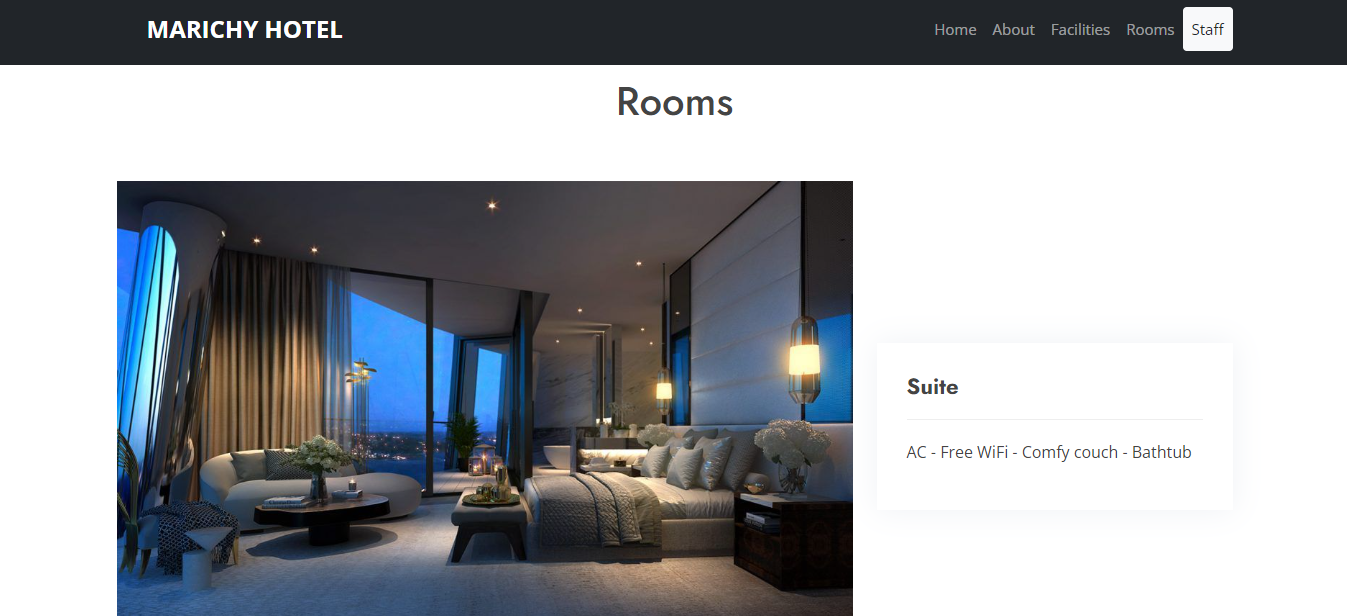 MARICHY HOTEL
Home About Facilities Rooms Staff
Rooms
Suite
AC - Free WiFi - Comfy couch - Bathtub